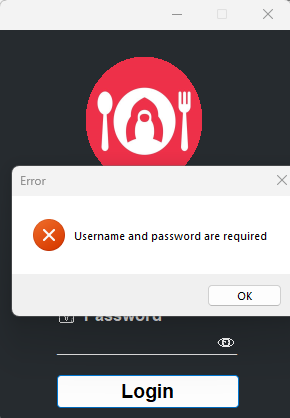 Error
Username and password are required
OK
Password
Login